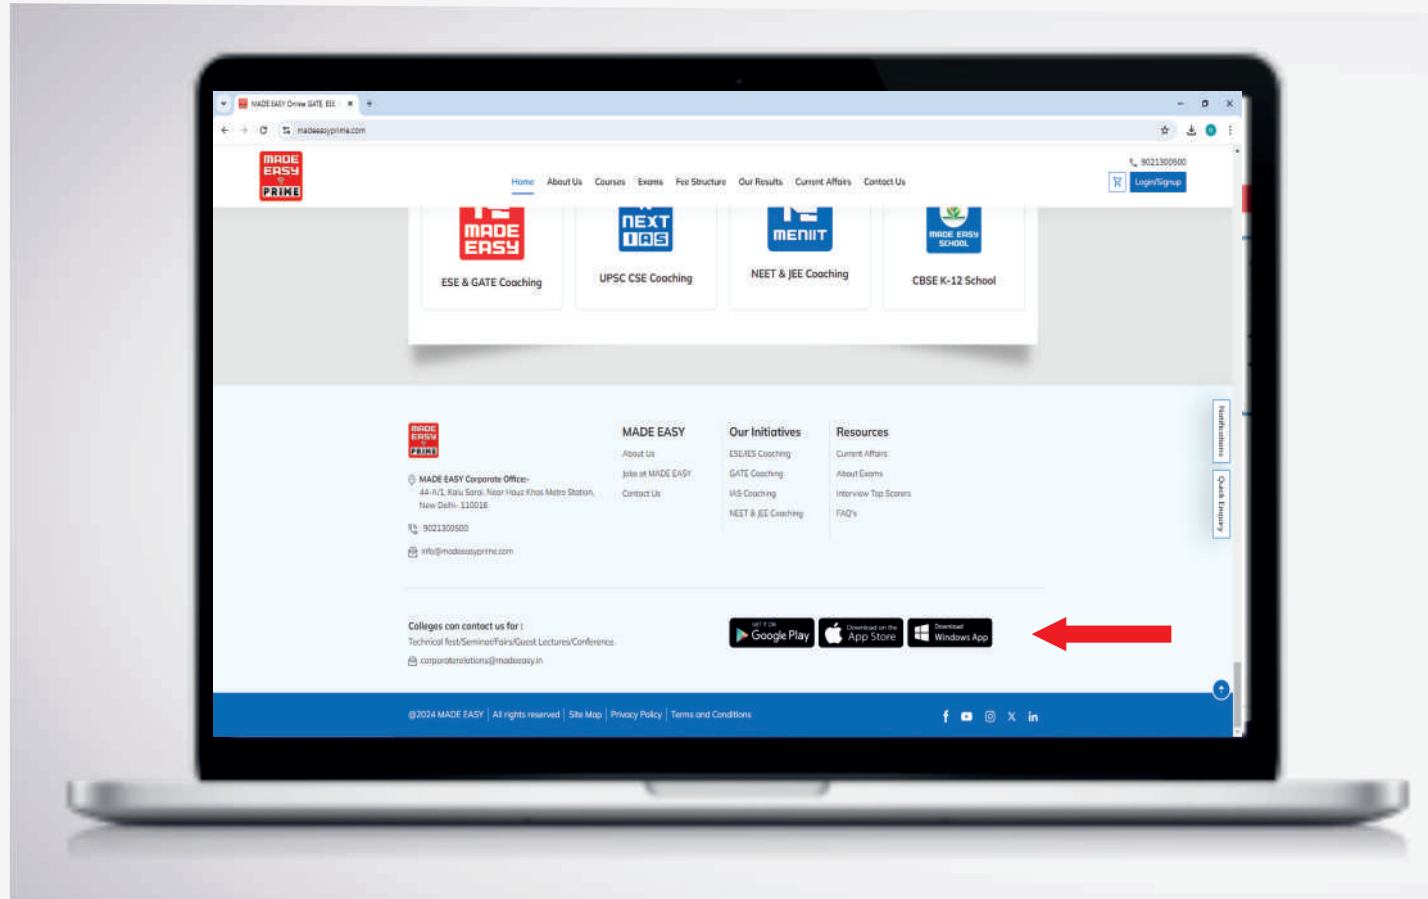 MADE EASY Online GATE, ESE
madeeasyprime.com
MADE
EASY
PRIME
Home About Us Courses Exams Fee Structure Our Results Current Affairs Contact Us
9021300500
Login/Signup
MADE
EASY
ESE & GATE Coaching
NEXT
IAS
UPSC CSE Coaching
MENIIT
NEET & JEE Coaching
MADE EASY
SCHOOL
CBSE K-12 School
Notifications
Quick Enquiry
MADE
EASY
PRIME
MADE EASY Corporate Office:-
44-A/1, Kalu Sarai, Near Hauz Khas Metro Station,
New Delhi- 110016
9021300500
info@madeeasyprime.com
MADE EASY
About Us
Jobs at MADE EASY
Contact Us
Our Initiatives
ESE/IES Coaching
GATE Coaching
IAS Coaching
NEET & JEE Coaching
Resources
Current Affairs
About Exams
Interview Top Scorers
FAQ's
Colleges can contact us for :
Technical fest/Seminar/Fairs/Guest Lectures/Conference.
corporaterelations@madeeasy.in
GET IT ON
Google Play
Download on the
App Store
Download
Windows App
@2024 MADE EASY | All rights reserved | Site Map | Privacy Policy | Terms and Conditions